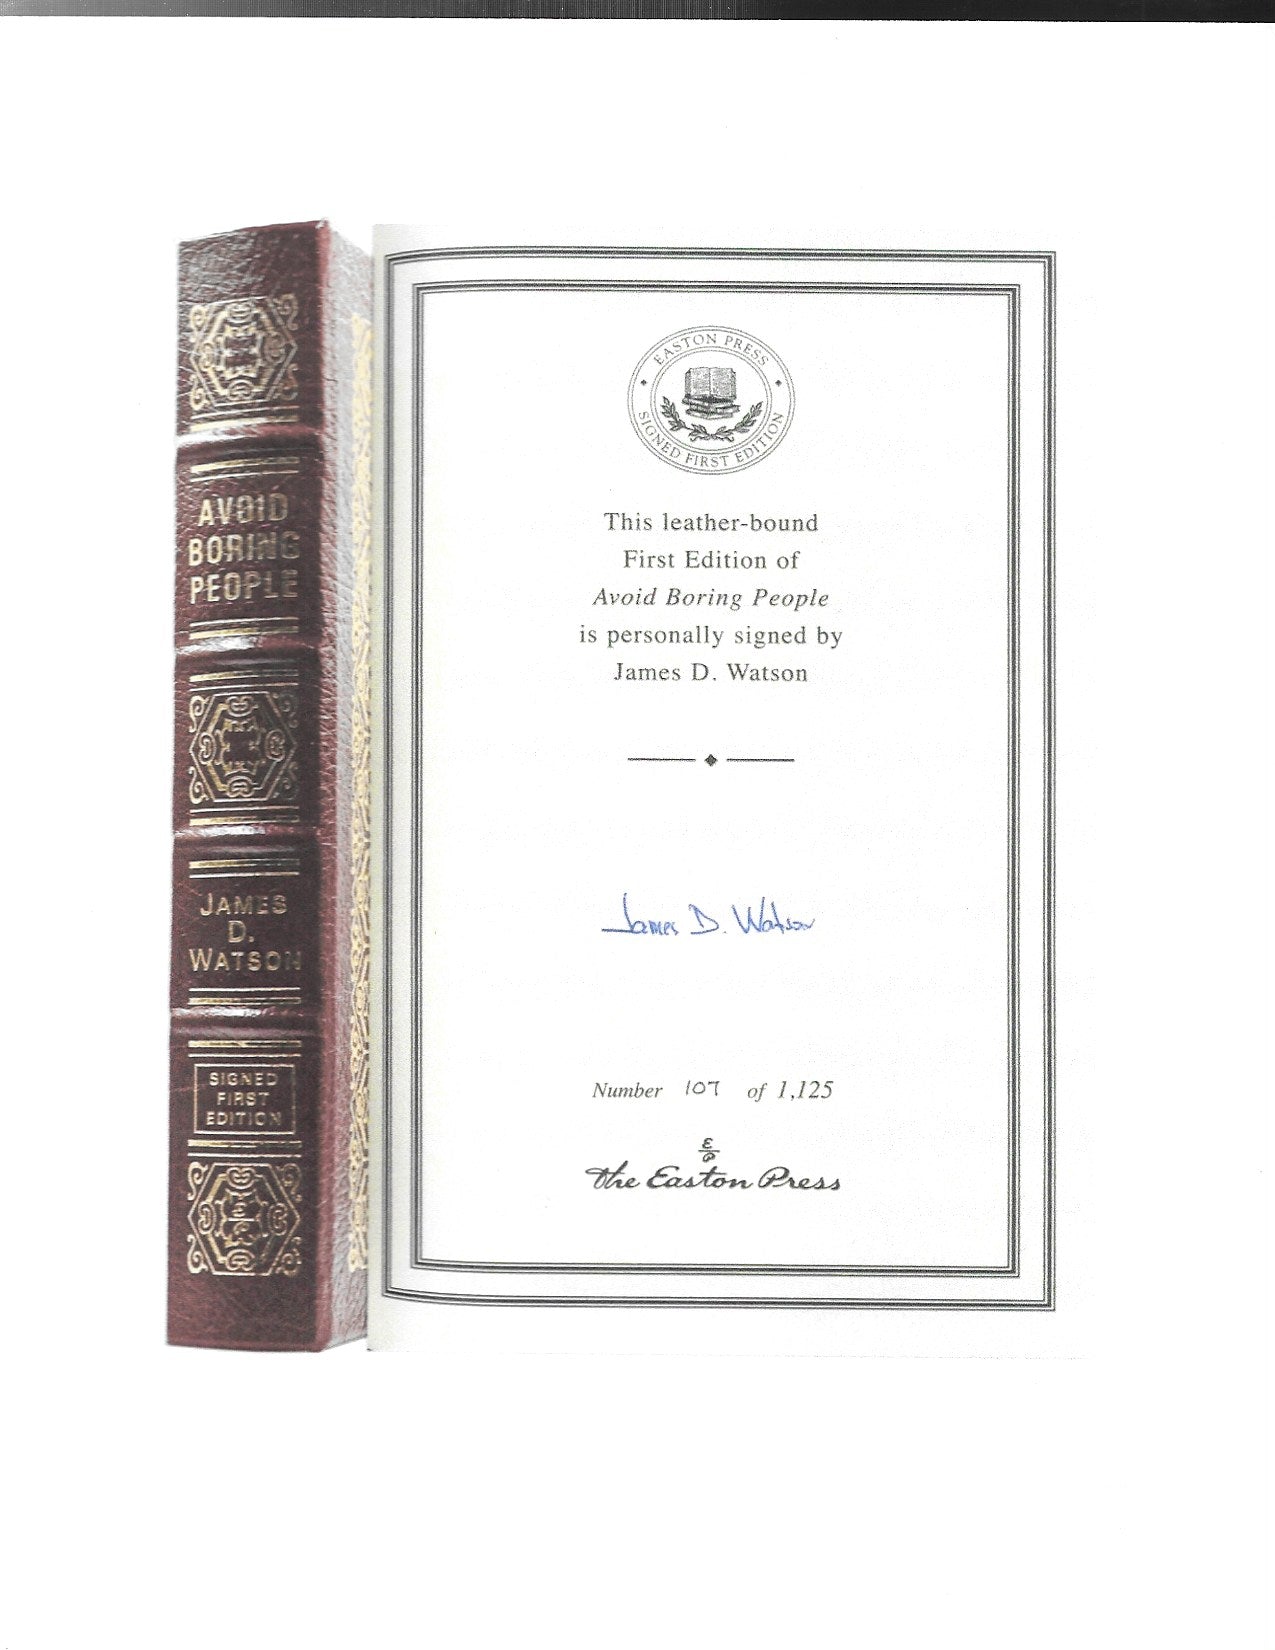 AVOID
BORING
PEOPLE
JAMES
D.
WATSON
SIGNED
FIRST
EDITION
EASTON PRESS
SIGNED FIRST EDITION
This leather-bound
First Edition of
Avoid Boring People
is personally signed by
James D. Watson
James D. Watson
Number 107 of 1,125
E
P
The Easton Press